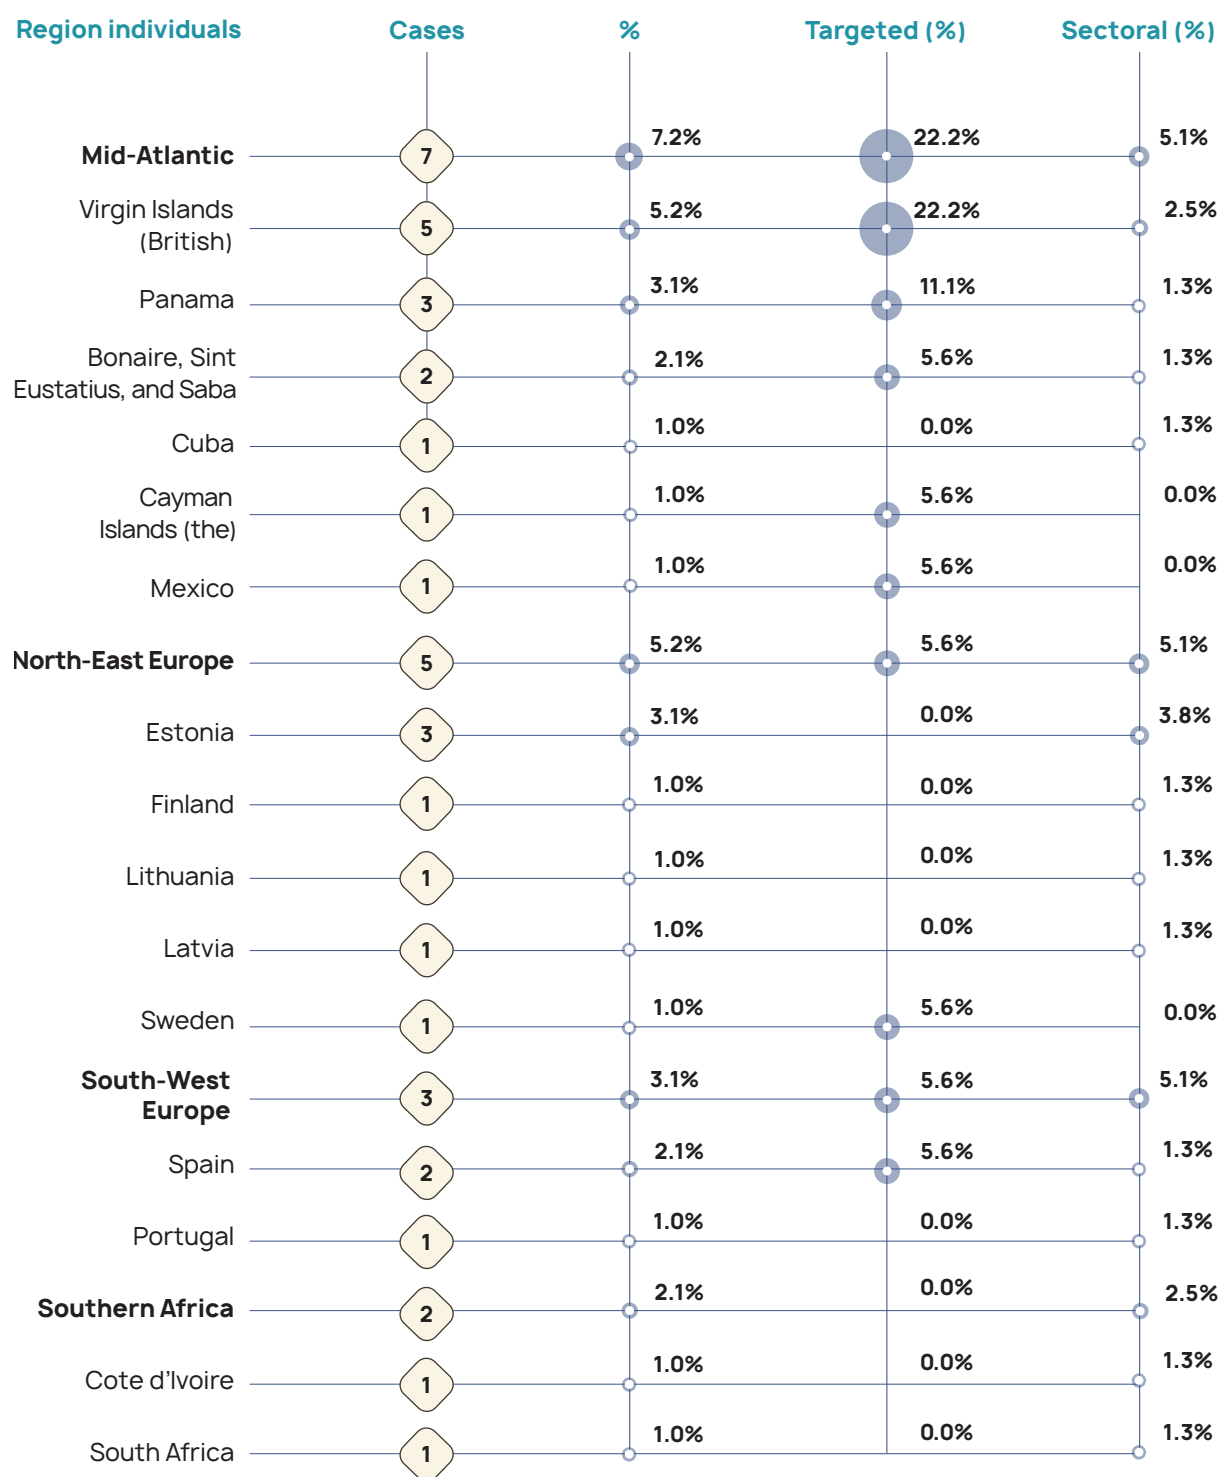 Region individuals Cases % Targeted (%) Sectoral (%)
Mid-Atlantic 7 7.2% 22.2% 5.1%
Virgin Islands
(British) 5 5.2% 22.2% 2.5%
Panama 3 3.1% 11.1% 1.3%
Bonaire, Sint
Eustatius, and Saba 2 2.1% 5.6% 1.3%
Cuba 1 1.0% 0.0% 1.3%
Cayman
Islands (the) 1 1.0% 5.6% 0.0%
Mexico 1 1.0% 5.6% 0.0%
North-East Europe 5 5.2% 5.6% 5.1%
Estonia 3 3.1% 0.0% 3.8%
Finland 1 1.0% 0.0% 1.3%
Lithuania 1 1.0% 0.0% 1.3%
Latvia 1 1.0% 0.0% 1.3%
Sweden 1 1.0% 5.6% 0.0%
South-West
Europe 3 3.1% 5.6% 5.1%
Spain 2 2.1% 5.6% 1.3%
Portugal 1 1.0% 0.0% 1.3%
Southern Africa 2 2.1% 0.0% 2.5%
Cote d'Ivoire 1 1.0% 0.0% 1.3%
South Africa 1 1.0% 0.0% 1.3%